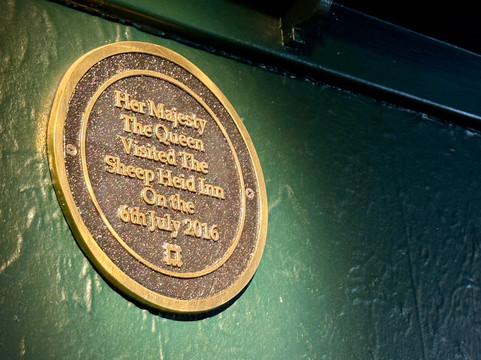 Her Majesty
The Queen
Visited The
Sheep Heid Inn
On the
6th July 2016